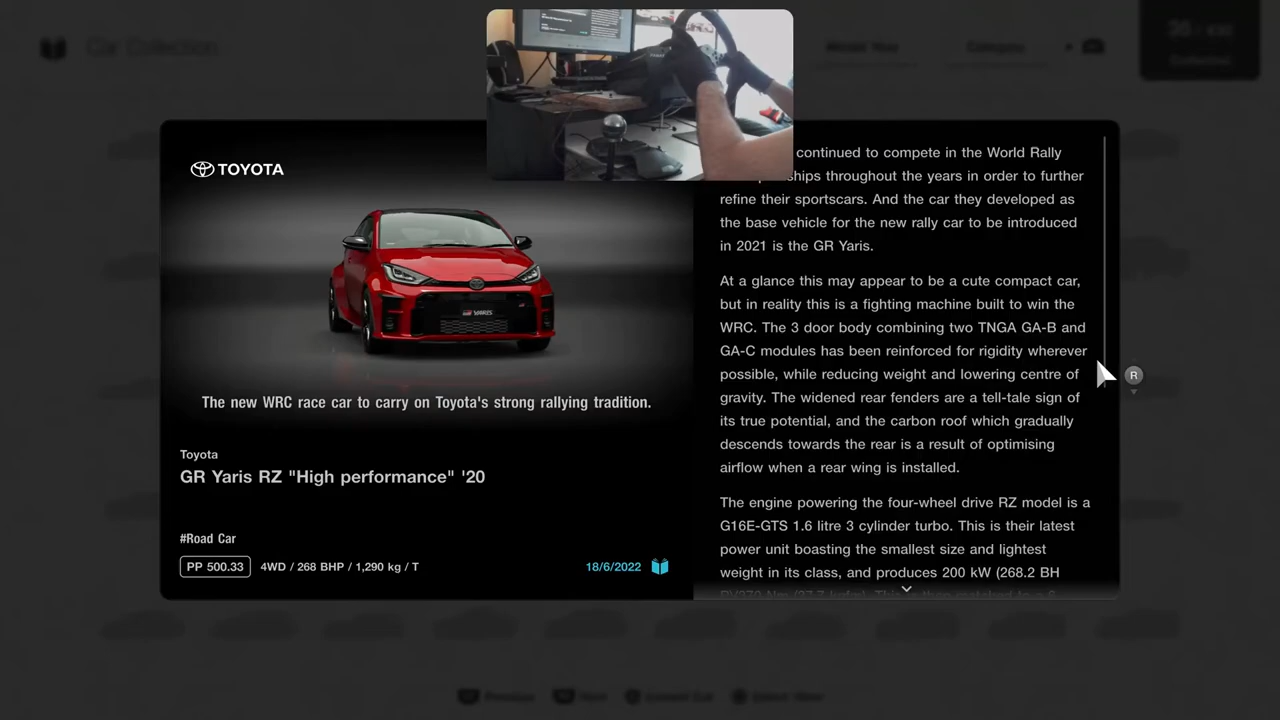 Car Collection
TOYOTA
The new WRC race car to carry on Toyota's strong rallying tradition.
Toyota
GR Yaris RZ "High performance" '20
#Road Car
PP 500.33
4WD / 268 BHP / 1,290 kg / T
18/6/2022
continued to compete in the World Rally
ships throughout the years in order to further
refine their sportscars. And the car they developed as
the base vehicle for the new rally car to be introduced
in 2021 is the GR Yaris.
At a glance this may appear to be a cute compact car,
but in reality this is a fighting machine built to win the
WRC. The 3 door body combining two TNGA GA-B and
GA-C modules has been reinforced for rigidity wherever
possible, while reducing weight and lowering centre of
gravity. The widened rear fenders are a tell-tale sign of
its true potential, and the carbon roof which gradually
descends towards the rear is a result of optimising
airflow when a rear wing is installed.
The engine powering the four-wheel drive RZ model is a
G16E-GTS 1.6 litre 3 cylinder turbo. This is their latest
power unit boasting the smallest size and lightest
weight in its class, and produces 200 kW (268.2 BH
R